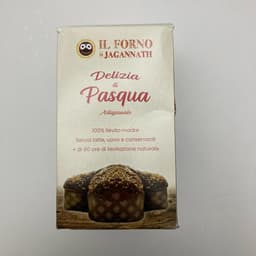 IL FORNO
di JAGANNATH
Delizia
di
Pasqua
Artigianale
100% lievito madre
Senza latte, uova e conservanti
+ di 60 ore di lievitazione naturale